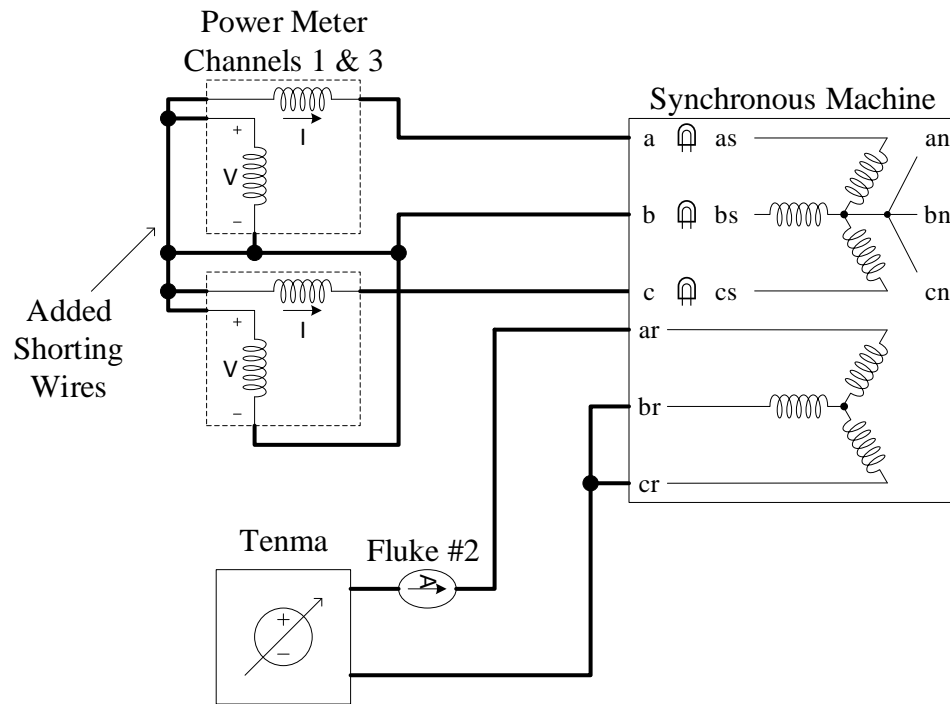 Power Meter
Channels 1 & 3
Synchronous Machine
+
I
V
−
a as an
b bs bn
c cs cn
+
I
V
−
Added
Shorting
Wires
ar
br
cr
Tenma
Fluke #2
A
+
−